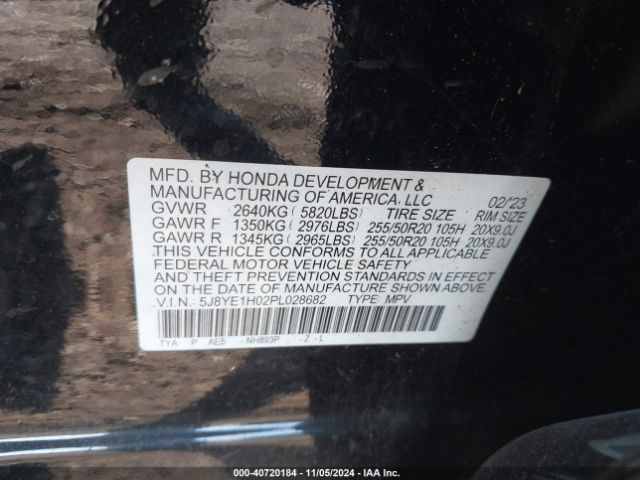 MFD. BY HONDA DEVELOPMENT &
MANUFACTURING OF AMERICA, LLC 02/23
GVWR 2640KG (5820LBS) TIRE SIZE RIM SIZE
GAWR F 1350KG (2976LBS) 255/50R20 105H 20X9.0J
GAWR R 1345KG (2965LBS) 255/50R20 105H 20X9.0J
THIS VEHICLE CONFORMS TO ALL APPLICABLE
FEDERAL MOTOR VEHICLE SAFETY
AND THEFT PREVENTION STANDARDS IN EFFECT
ON THE DATE OF MANUFACTURE SHOWN ABOVE.
V.I.N.: 5J8YE1H02PL028682 TYPE: MPV
TYA P AE5 -NH893P -Z-L
000-40720184 - 11/05/2024 - IAA Inc.